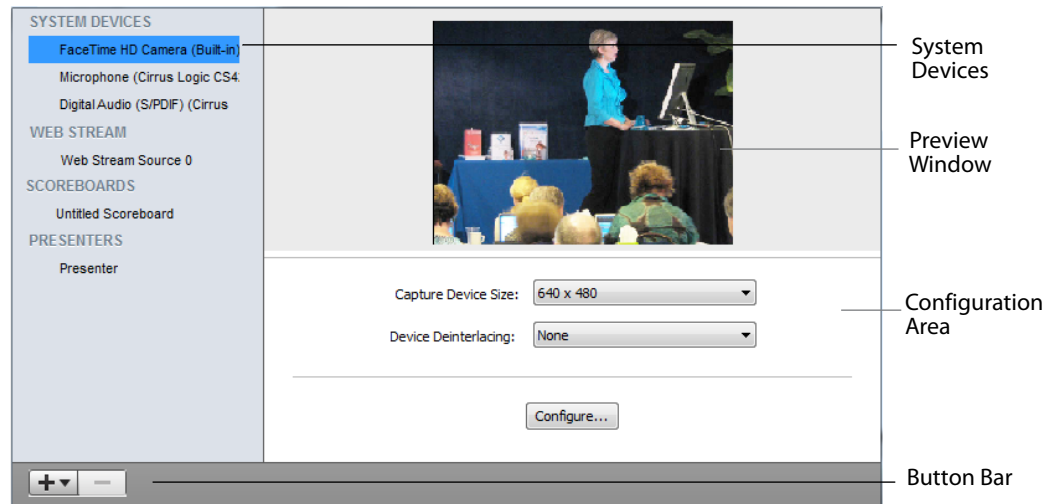 SYSTEM DEVICES
FaceTime HD Camera (Built-in)
Microphone (Cirrus Logic CS4:
Digital Audio (S/PDIF) (Cirrus
WEB STREAM
Web Stream Source 0
SCOREBOARDS
Untitled Scoreboard
PRESENTERS
Presenter
Capture Device Size:
640 x 480
Device Deinterlacing:
None
Configure...
System
Devices
Preview
Window
Configuration
Area
Button Bar